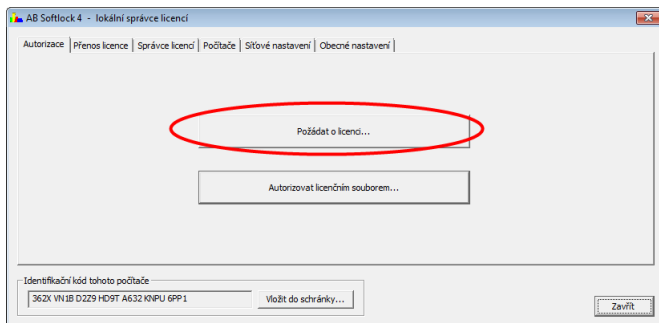 AB Softlock 4 - lokální správce licencí
Autorizace Přenos licence Správce licencí Počítače Síťové nastavení Obecné nastavení
Požádat o licenci...
Autorizovat licenčním souborem...
Identifikační kód tohoto počítače
362X VN1B D2Z9 HD9T A632 KNPU 6PP1 Vložit do schránky...
Zavřít